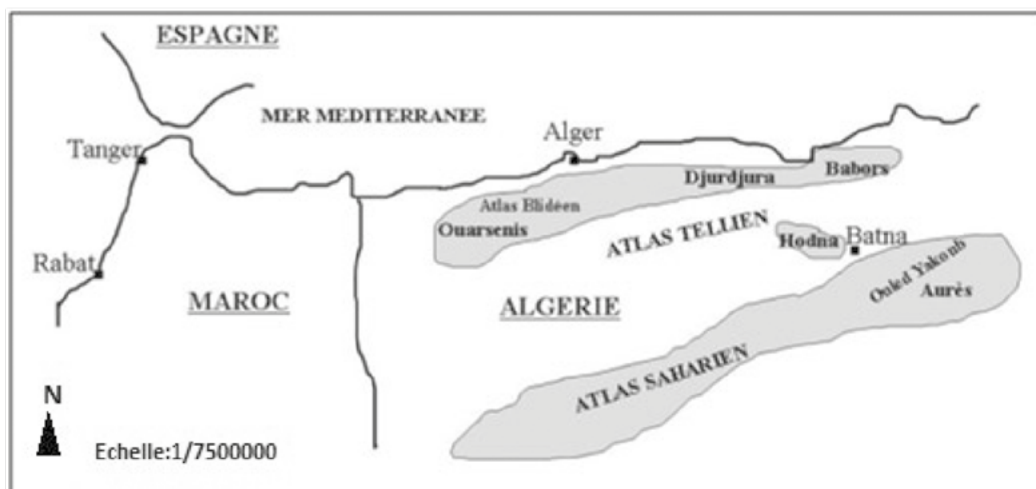 ESPAGNE
MER MEDITERRANEE
Alger
Tanger
Djurdjura
Babors
Atlas Blidéen
Ouarsenis
ATLAS TELLIEN
Hodna
Batna
Rabat
Ouled Yakoub
Aurès
MAROC
ALGERIE
ATLAS SAHARIEN
N
Echelle:1/7500000